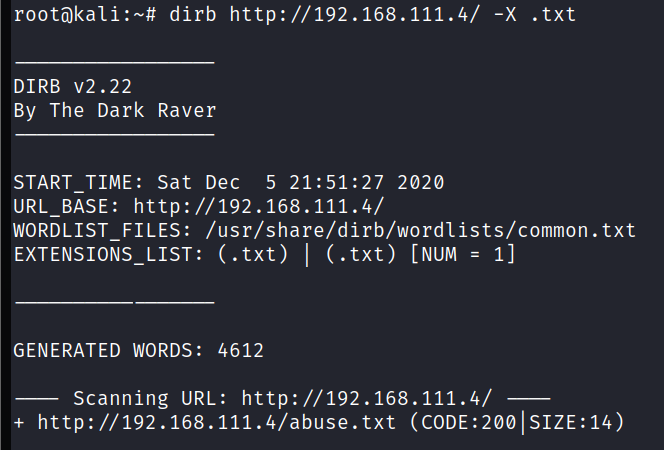 root@kali:~# dirb http://192.168.111.4/ -X .txt
-----------------
DIRB v2.22
By The Dark Raver
-----------------
START_TIME: Sat Dec  5 21:51:27 2020
URL_BASE: http://192.168.111.4/
WORDLIST_FILES: /usr/share/dirb/wordlists/common.txt
EXTENSIONS_LIST: (.txt) | (.txt) [NUM = 1]
-----------------
GENERATED WORDS: 4612
---- Scanning URL: http://192.168.111.4/ ----
+ http://192.168.111.4/abuse.txt (CODE:200|SIZE:14)